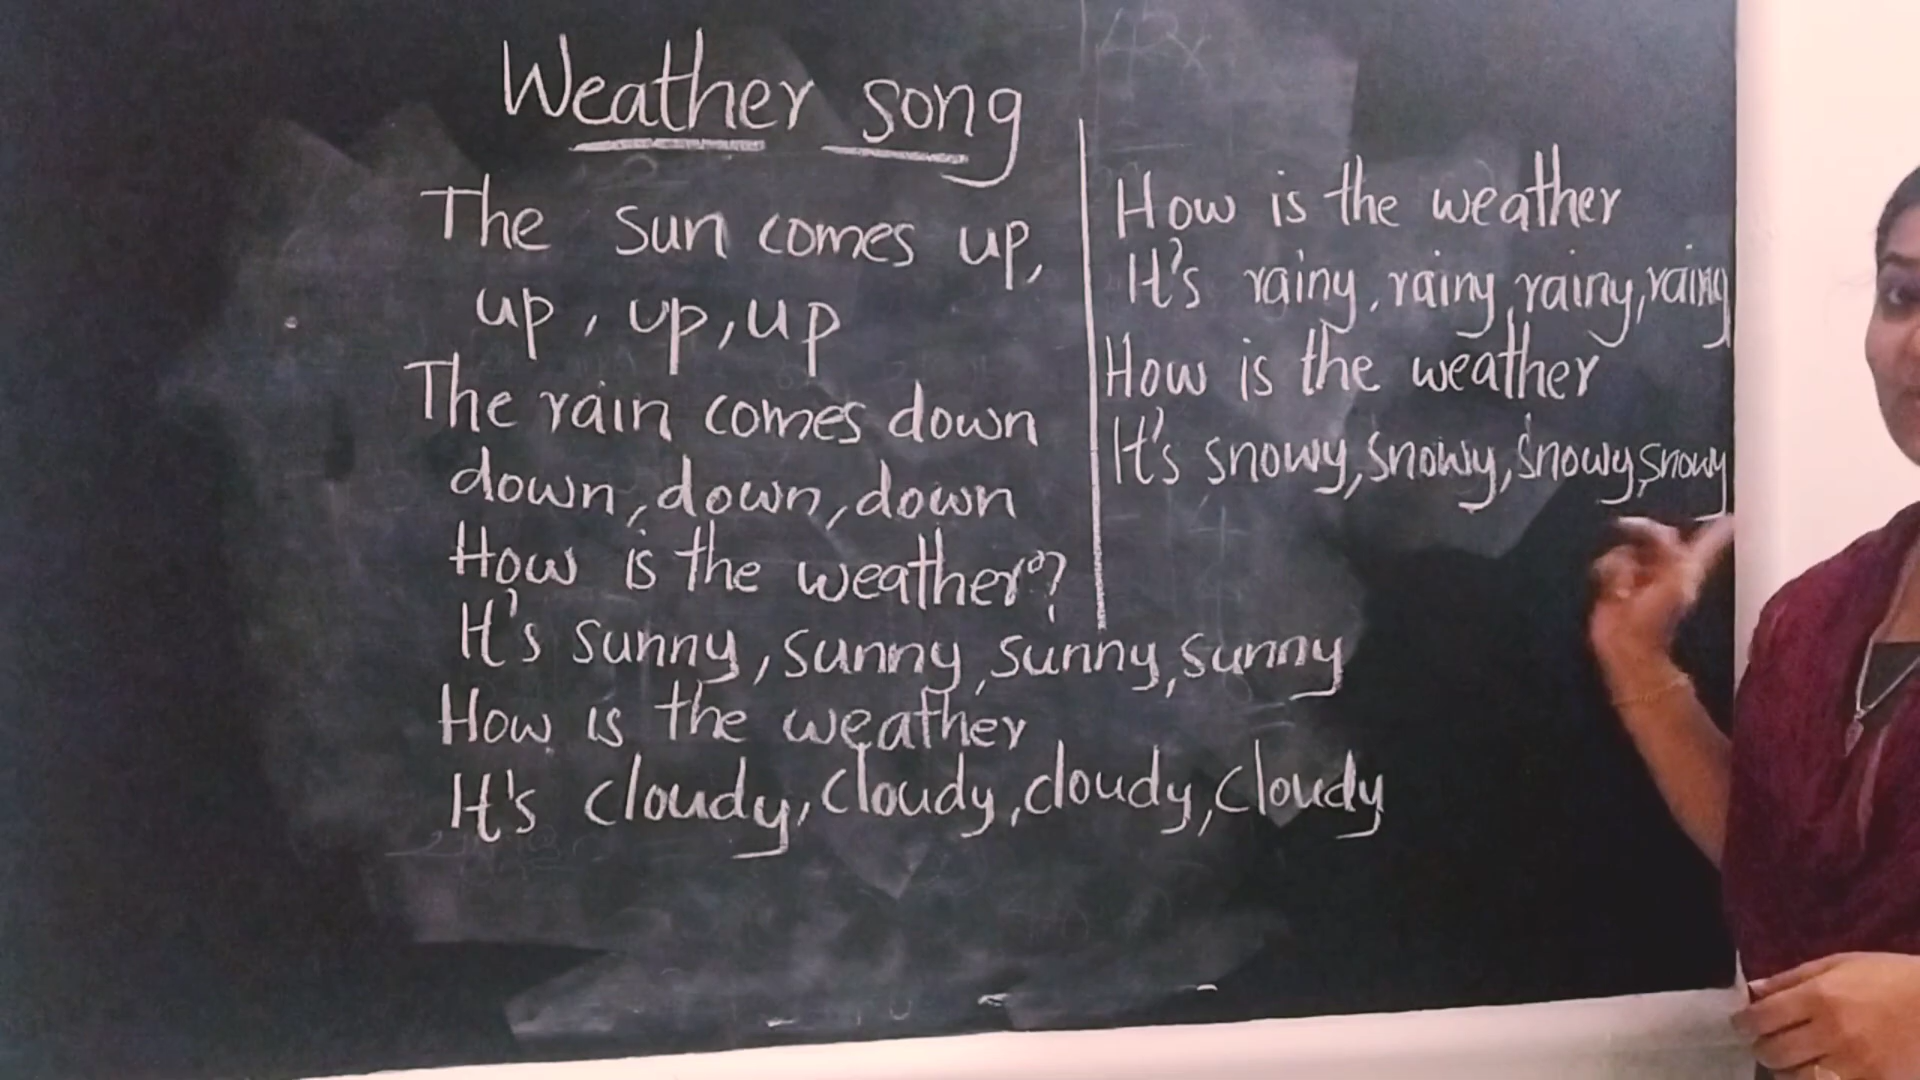 Weather song
The sun comes up,
up, up, up
The rain comes down
down, down, down
How is the weather?
It's sunny, sunny, sunny, sunny
How is the weather
It's cloudy, cloudy, cloudy, cloudy
How is the weather
It's rainy, rainy, rainy, rainy
How is the weather
It's snowy, snowy, snowy, snowy